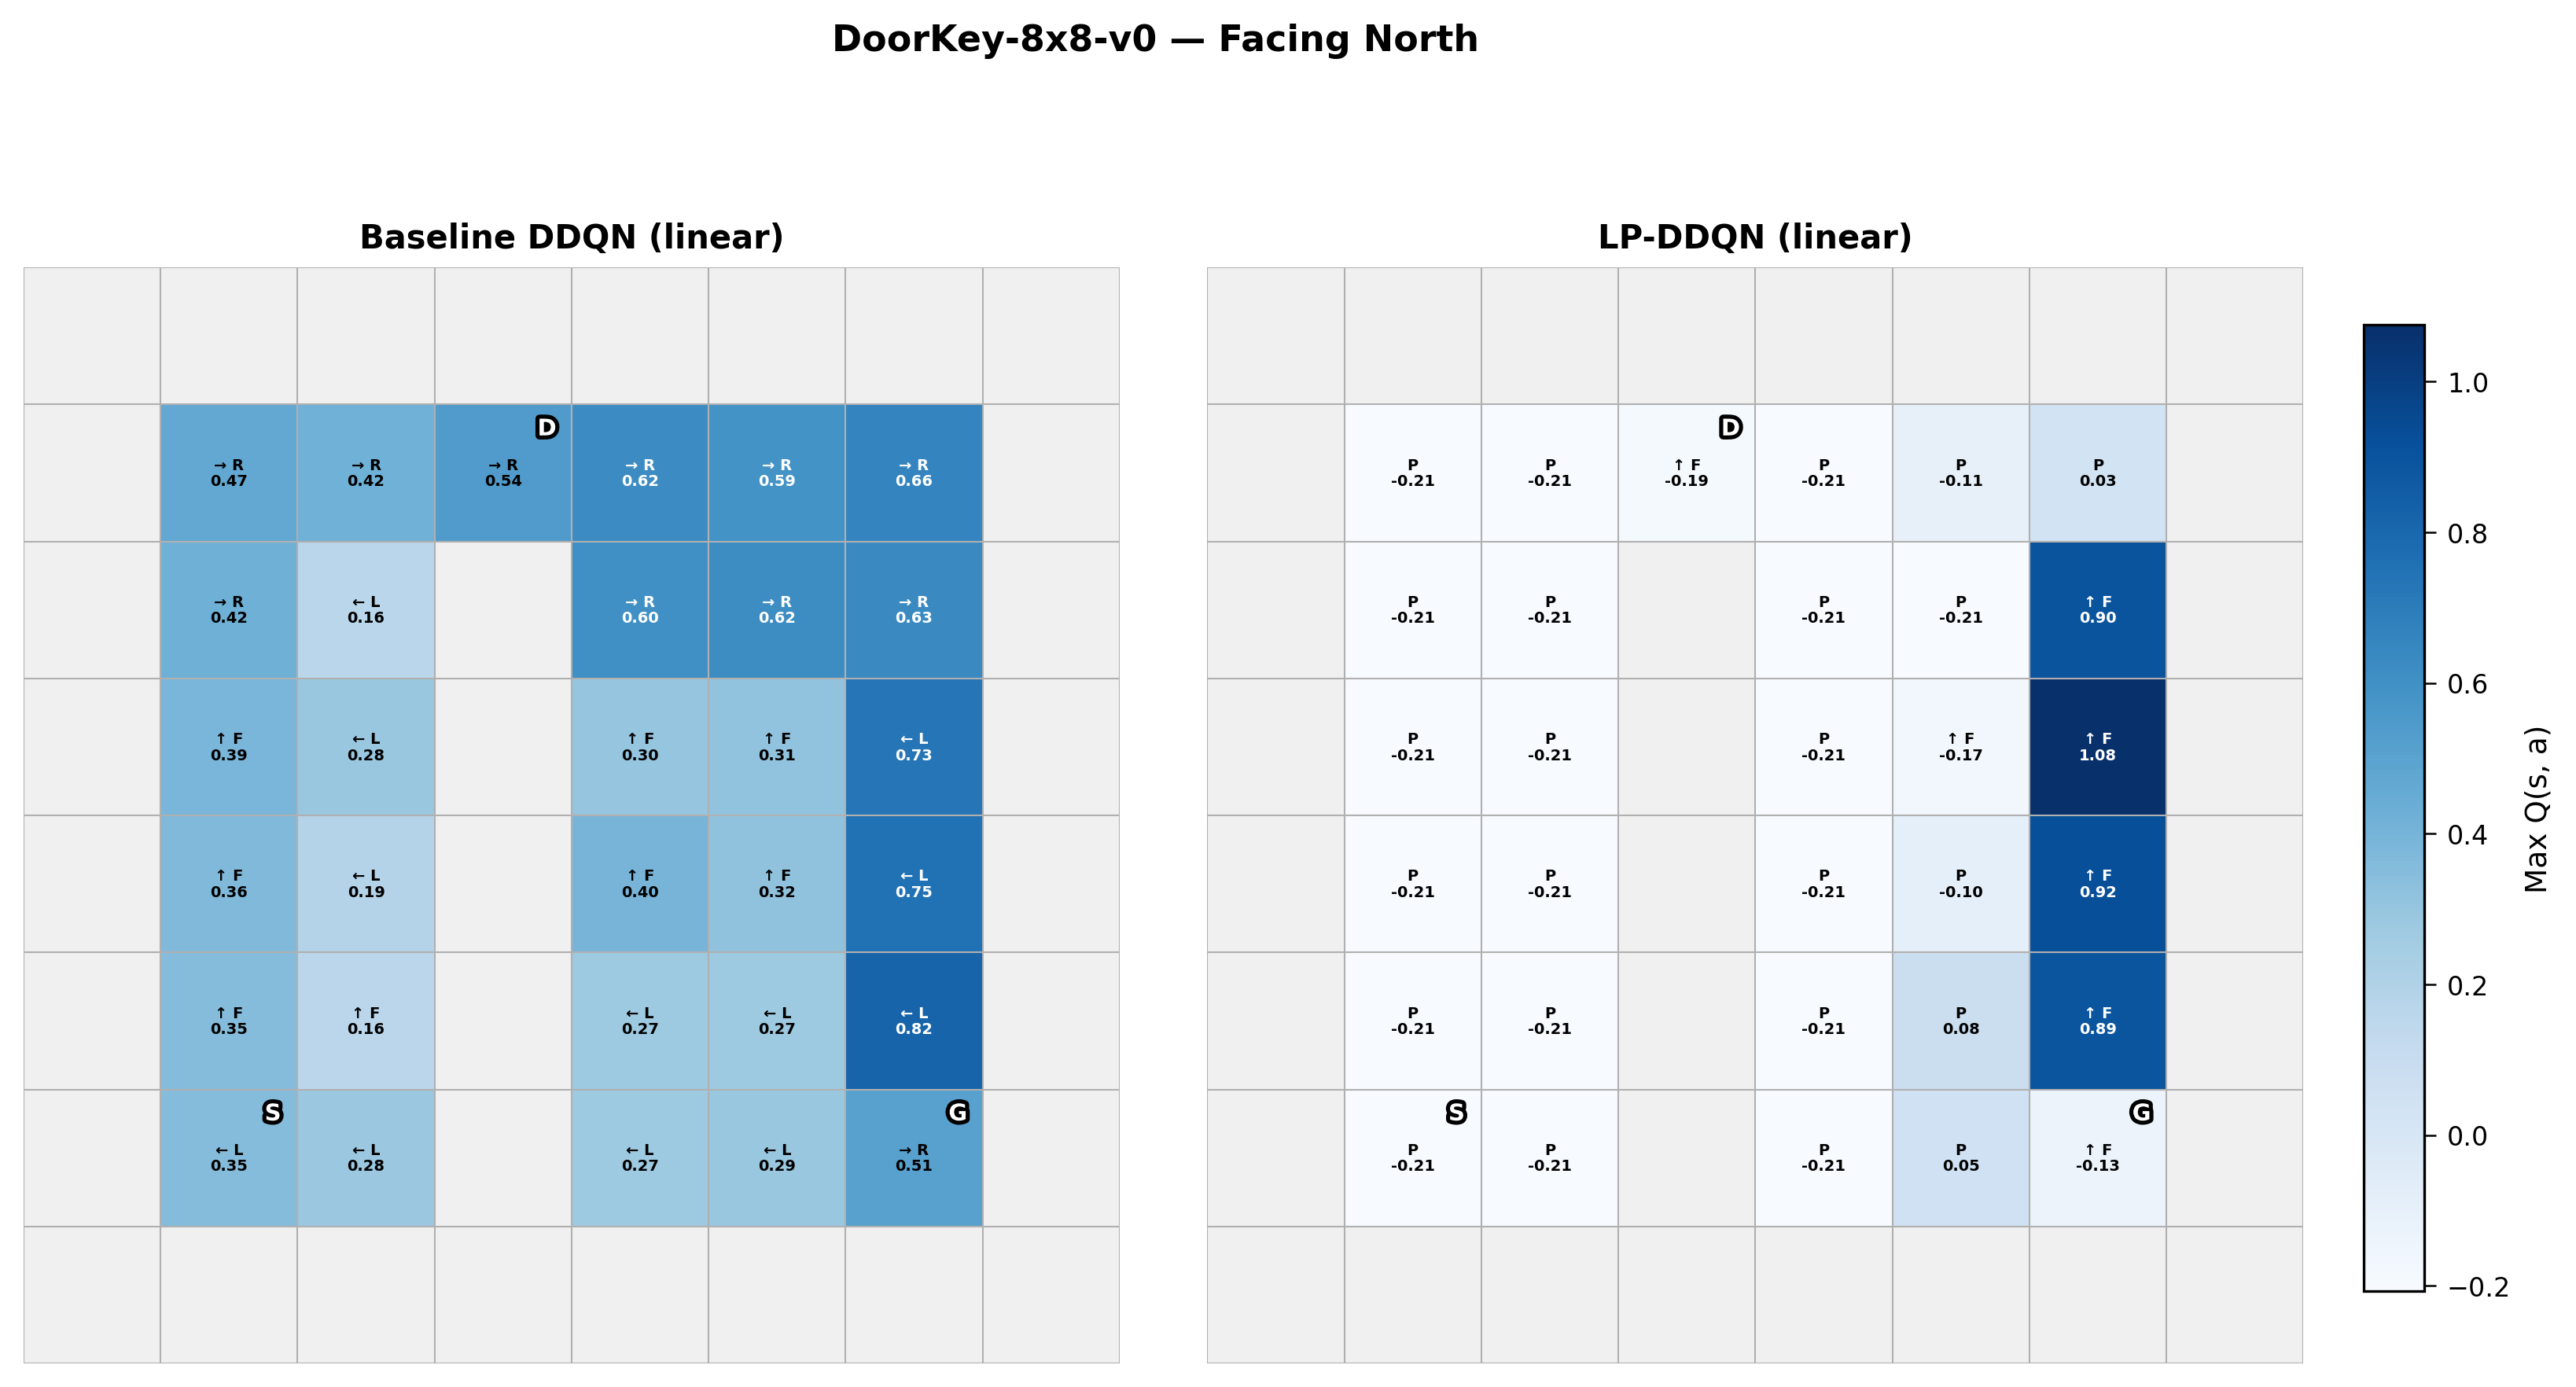 DoorKey-8x8-v0 — Facing North
Baseline DDQN (linear)
D
→ R → R → R → R → R → R
0.47 0.42 0.54 0.62 0.59 0.66
→ R ← L → R → R → R
0.42 0.16 0.60 0.62 0.63
↑ F ← L ↑ F ↑ F ← L
0.39 0.28 0.30 0.31 0.73
↑ F ← L ↑ F ↑ F ← L
0.36 0.19 0.40 0.32 0.75
↑ F ↑ F ← L ← L ← L
0.35 0.16 0.27 0.27 0.82
S G
← L ← L ← L ← L → R
0.35 0.28 0.27 0.29 0.51
LP-DDQN (linear)
D
P P ↑ F P P P
-0.21 -0.21 -0.19 -0.21 -0.11 0.03
P P P P ↑ F
-0.21 -0.21 -0.21 -0.21 0.90
P P P ↑ F ↑ F
-0.21 -0.21 -0.21 -0.17 1.08
P P P P ↑ F
-0.21 -0.21 -0.21 -0.10 0.92
P P P P ↑ F
-0.21 -0.21 -0.21 0.08 0.89
S G
P P P P ↑ F
-0.21 -0.21 -0.21 0.05 -0.13
1.0
0.8
0.6
0.4
0.2
0.0
−0.2
Max Q(s, a)